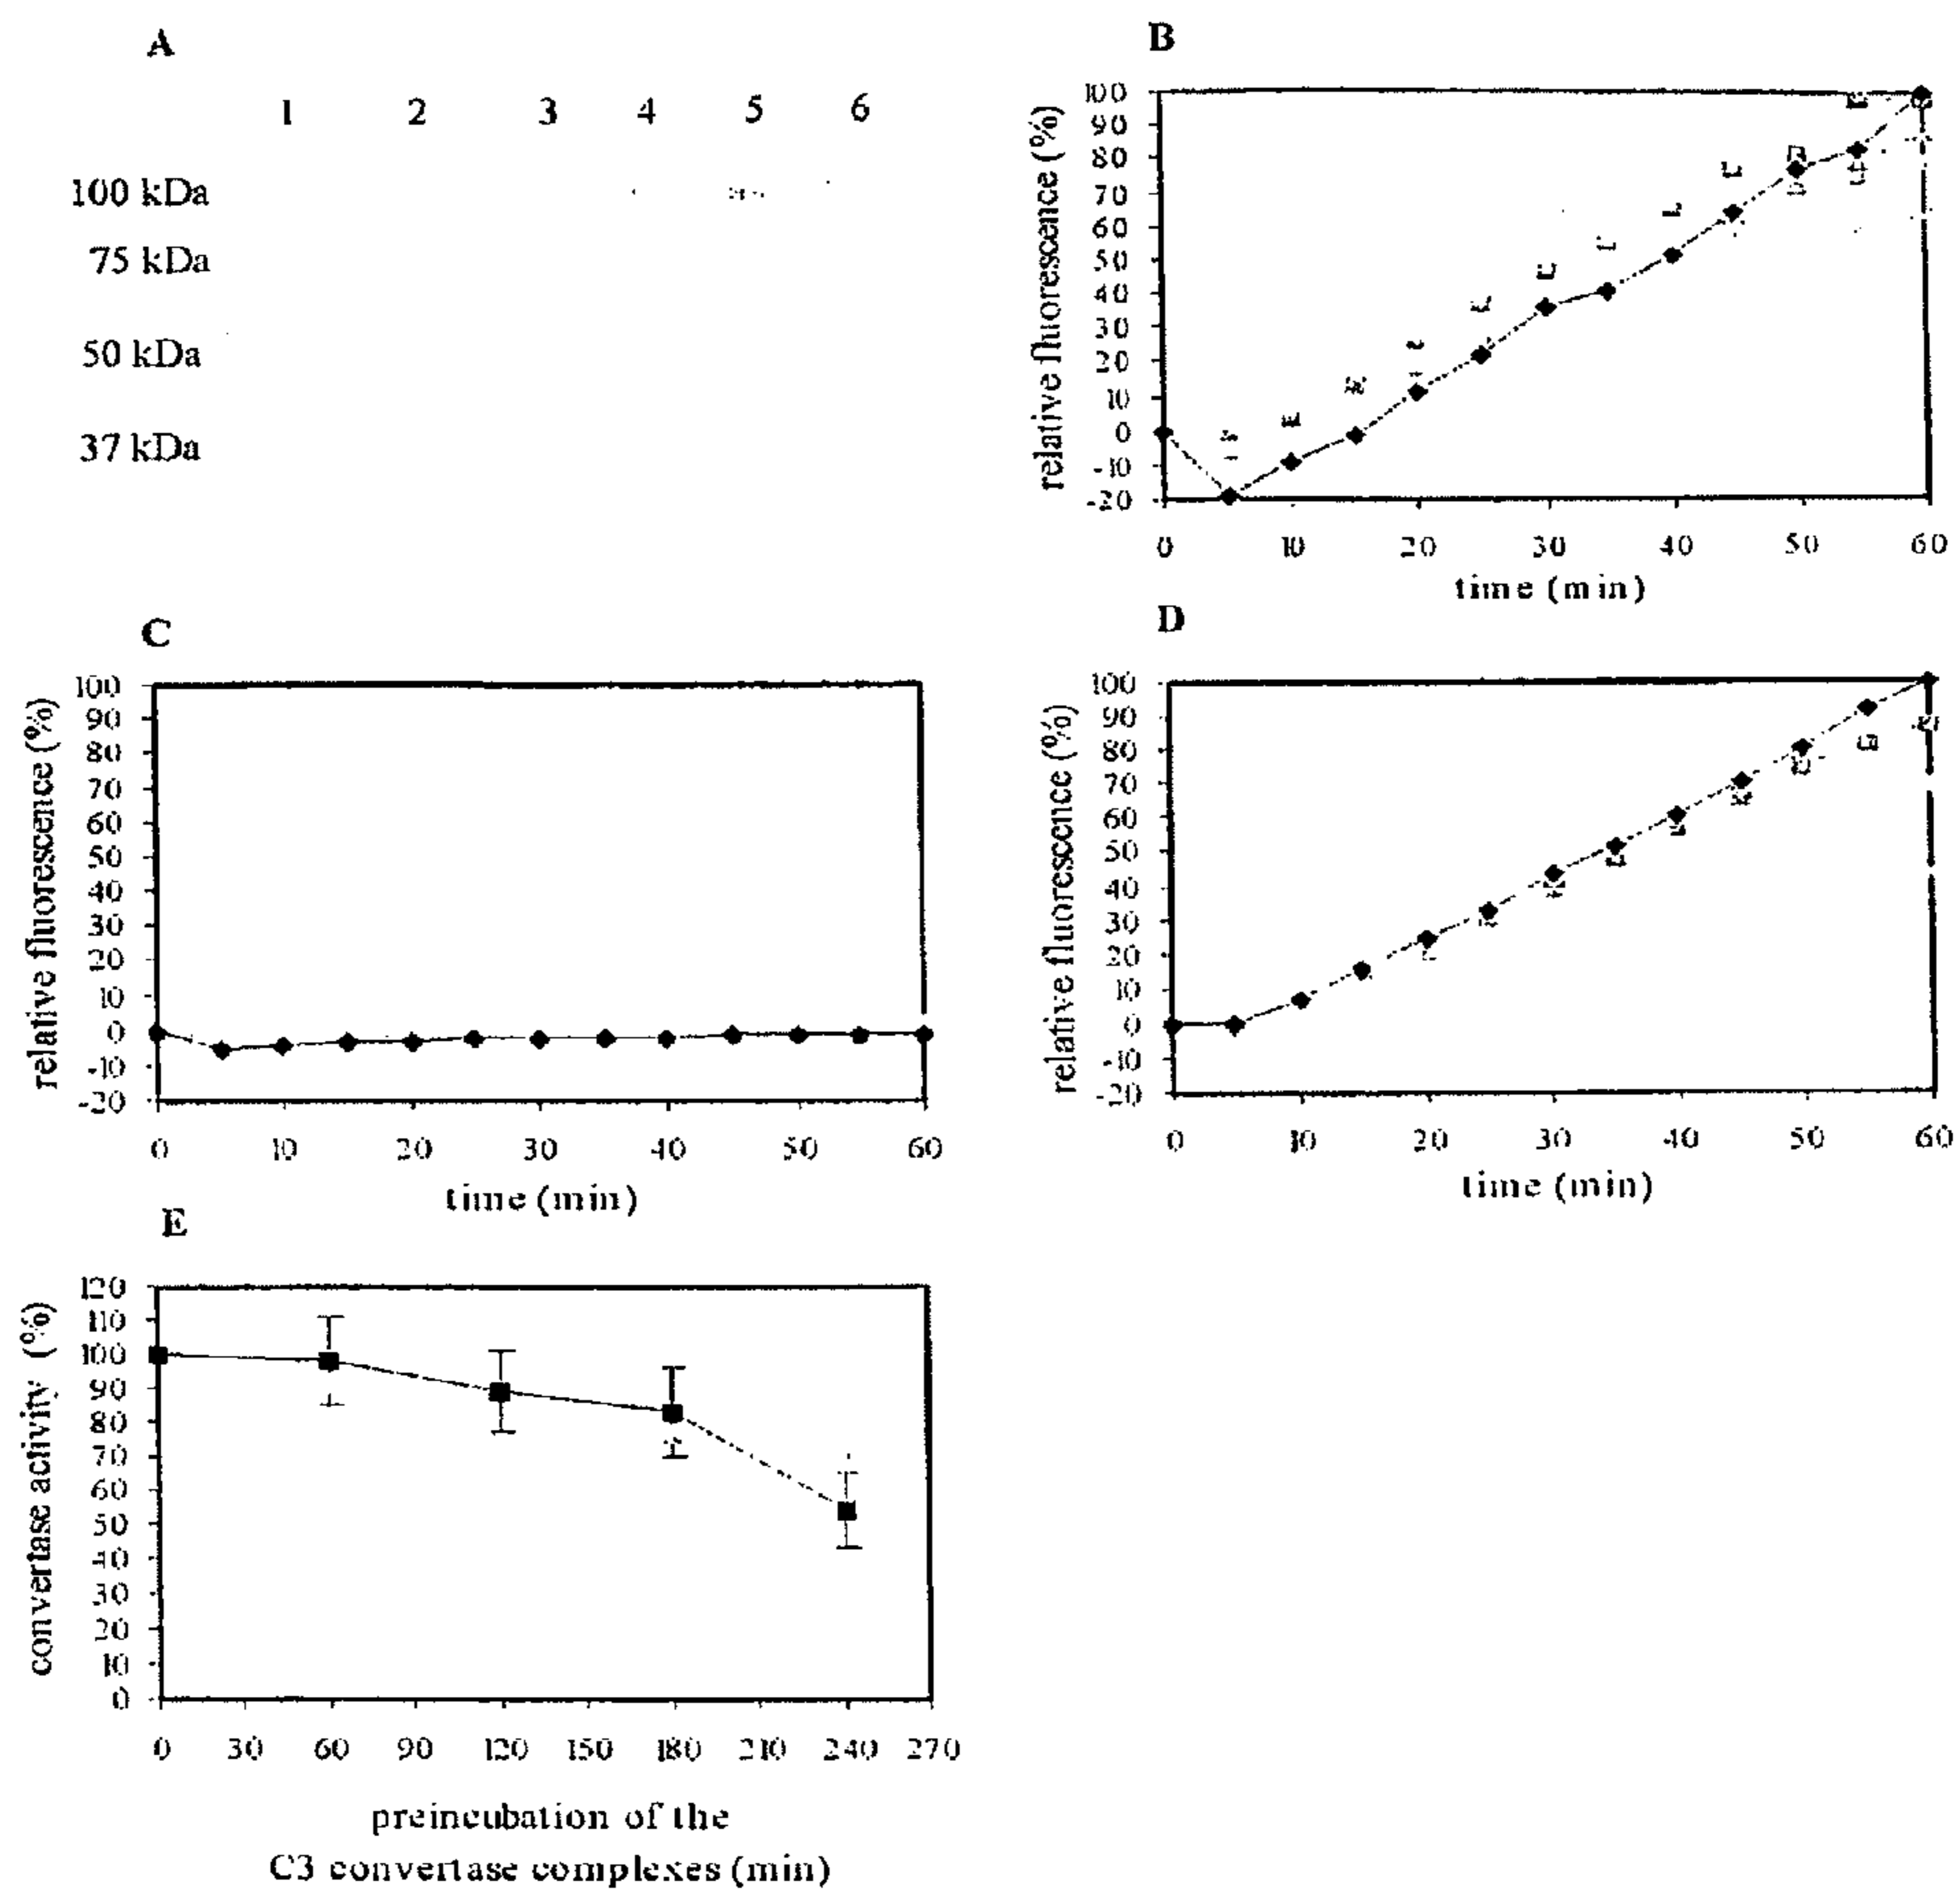 A
1 2 3 4 5 6
100 kDa
75 kDa
50 kDa
37 kDa
B
relative fluorescence (%)
100
90
80
70
60
50
40
30
20
10
0
-10
-20
0 10 20 30 40 50 60
time (min)
C
relative fluorescence (%)
100
90
80
70
60
50
40
30
20
10
0
-10
-20
0 10 20 30 40 50 60
time (min)
D
relative fluorescence (%)
100
90
80
70
60
50
40
30
20
10
0
-10
-20
0 10 20 30 40 50 60
time (min)
E
convertase activity (%)
120
110
100
90
80
70
60
50
40
30
20
10
0
0 30 60 90 120 150 180 210 240 270
preincubation of the
C3 convertase complexes (min)